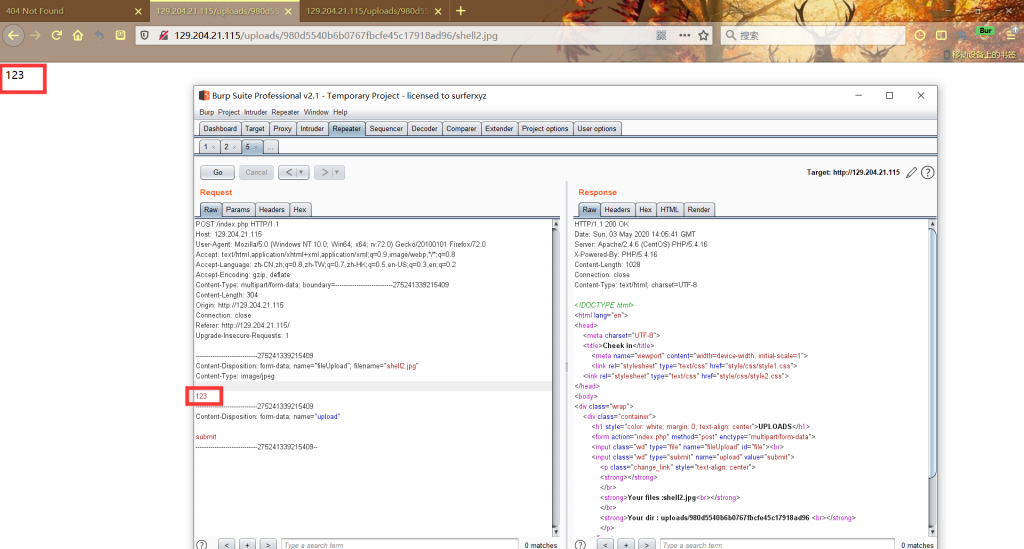 404 Not Found
129.204.21.115/uploads/980d55
129.204.21.115/uploads/980d5
129.204.21.115/uploads/980d5540b6b0767fbcfe45c17918ad96/shell2.jpg
搜索
Bur
移动设备上的书签
123
Burp Suite Professional v2.1 - Temporary Project - licensed to surferxyz
Burp Project Intruder Repeater Window Help
Dashboard Target Proxy Intruder Repeater Sequencer Decoder Comparer Extender Project options User options
1 × 2 × 5 × ...
Go Cancel < > Target: http://129.204.21.115
Request
Raw Params Headers Hex
POST /index.php HTTP/1.1
Host: 129.204.21.115
User-Agent: Mozilla/5.0 (Windows NT 10.0; Win64; x64; rv:72.0) Gecko/20100101 Firefox/72.0
Accept: text/html,application/xhtml+xml,application/xml;q=0.9,image/webp,*/*;q=0.8
Accept-Language: zh-CN,zh;q=0.8,zh-TW;q=0.7,zh-HK;q=0.5,en-US;q=0.3,en;q=0.2
Accept-Encoding: gzip, deflate
Content-Type: multipart/form-data; boundary=---------------------------275241339215409
Content-Length: 304
Origin: http://129.204.21.115
Connection: close
Referer: http://129.204.21.115/
Upgrade-Insecure-Requests: 1
-----------------------------275241339215409
Content-Disposition: form-data; name="fileUpload"; filename="shell2.jpg"
Content-Type: image/jpeg
123
-----------------------------275241339215409
Content-Disposition: form-data; name="upload"
submit
-----------------------------275241339215409--
? < + > Type a search term 0 matches
Response
Raw Headers Hex HTML Render
HTTP/1.1 200 OK
Date: Sun, 03 May 2020 14:05:41 GMT
Server: Apache/2.4.6 (CentOS) PHP/5.4.16
X-Powered-By: PHP/5.4.16
Content-Length: 1028
Connection: close
Content-Type: text/html; charset=UTF-8
<!DOCTYPE html>
<html lang="en">
<head>
<meta charset="UTF-8">
<title>Cheek in</title>
<meta name="viewport" content="width=device-width, initial-scale=1">
<link rel="stylesheet" type="text/css" href="style/css/style1.css">
<link rel="stylesheet" type="text/css" href="style/css/style2.css">
</head>
<body>
<div class="wrap">
<div class="container">
<h1 style="color: white; margin: 0; text-align: center">UPLOADS</h1>
<form action="index.php" method="post" enctype="multipart/form-data">
<input class="wd" type="file" name="fileUpload" id="file"><br>
<input class="wd" type="submit" name="upload" value="submit">
<p class="change_link" style="text-align: center">
<strong></strong>
</br>
<strong>Your files :shell2.jpg<br></strong>
</br>
<strong>Your dir : uploads/980d5540b6b0767fbcfe45c17918ad96 <br></strong>
</p>
? < + > Type a search term 0 matches